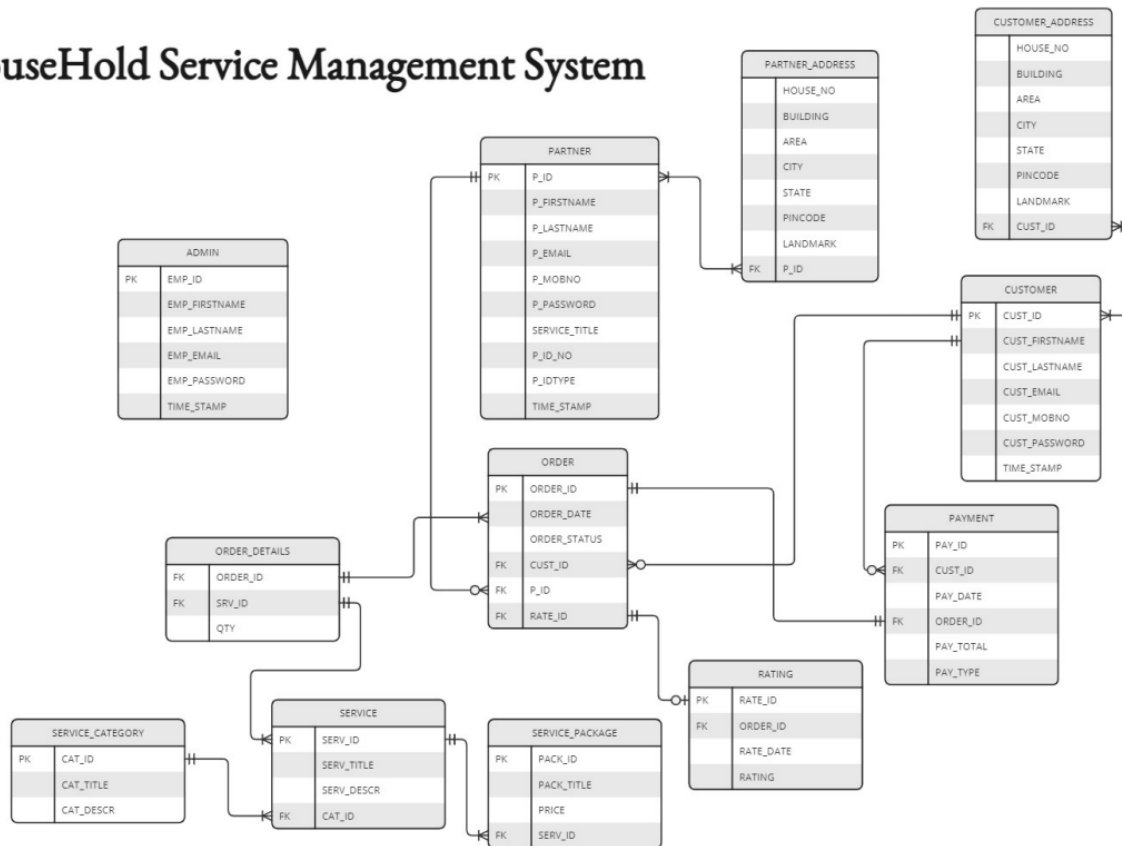 ouseHold Service Management System
CUSTOMER_ADDRESS
HOUSE_NO
BUILDING
AREA
CITY
STATE
PINCODE
LANDMARK
FK CUST_ID
PARTNER_ADDRESS
HOUSE_NO
BUILDING
AREA
CITY
STATE
PINCODE
LANDMARK
FK P_ID
PARTNER
PK P_ID
P_FIRSTNAME
P_LASTNAME
P_EMAIL
P_MOBNO
P_PASSWORD
SERVICE_TITLE
P_ID_NO
P_IDTYPE
TIME_STAMP
ADMIN
PK EMP_ID
EMP_FIRSTNAME
EMP_LASTNAME
EMP_EMAIL
EMP_PASSWORD
TIME_STAMP
CUSTOMER
PK CUST_ID
CUST_FIRSTNAME
CUST_LASTNAME
CUST_EMAIL
CUST_MOBNO
CUST_PASSWORD
TIME_STAMP
ORDER
PK ORDER_ID
ORDER_DATE
ORDER_STATUS
FK CUST_ID
FK P_ID
FK RATE_ID
PAYMENT
PK PAY_ID
FK CUST_ID
PAY_DATE
FK ORDER_ID
PAY_TOTAL
PAY_TYPE
ORDER_DETAILS
FK ORDER_ID
FK SRV_ID
QTY
RATING
PK RATE_ID
FK ORDER_ID
RATE_DATE
RATING
SERVICE_CATEGORY
PK CAT_ID
CAT_TITLE
CAT_DESCR
SERVICE
PK SERV_ID
SERV_TITLE
SERV_DESCR
FK CAT_ID
SERVICE_PACKAGE
PK PACK_ID
PACK_TITLE
PRICE
FK SERV_ID